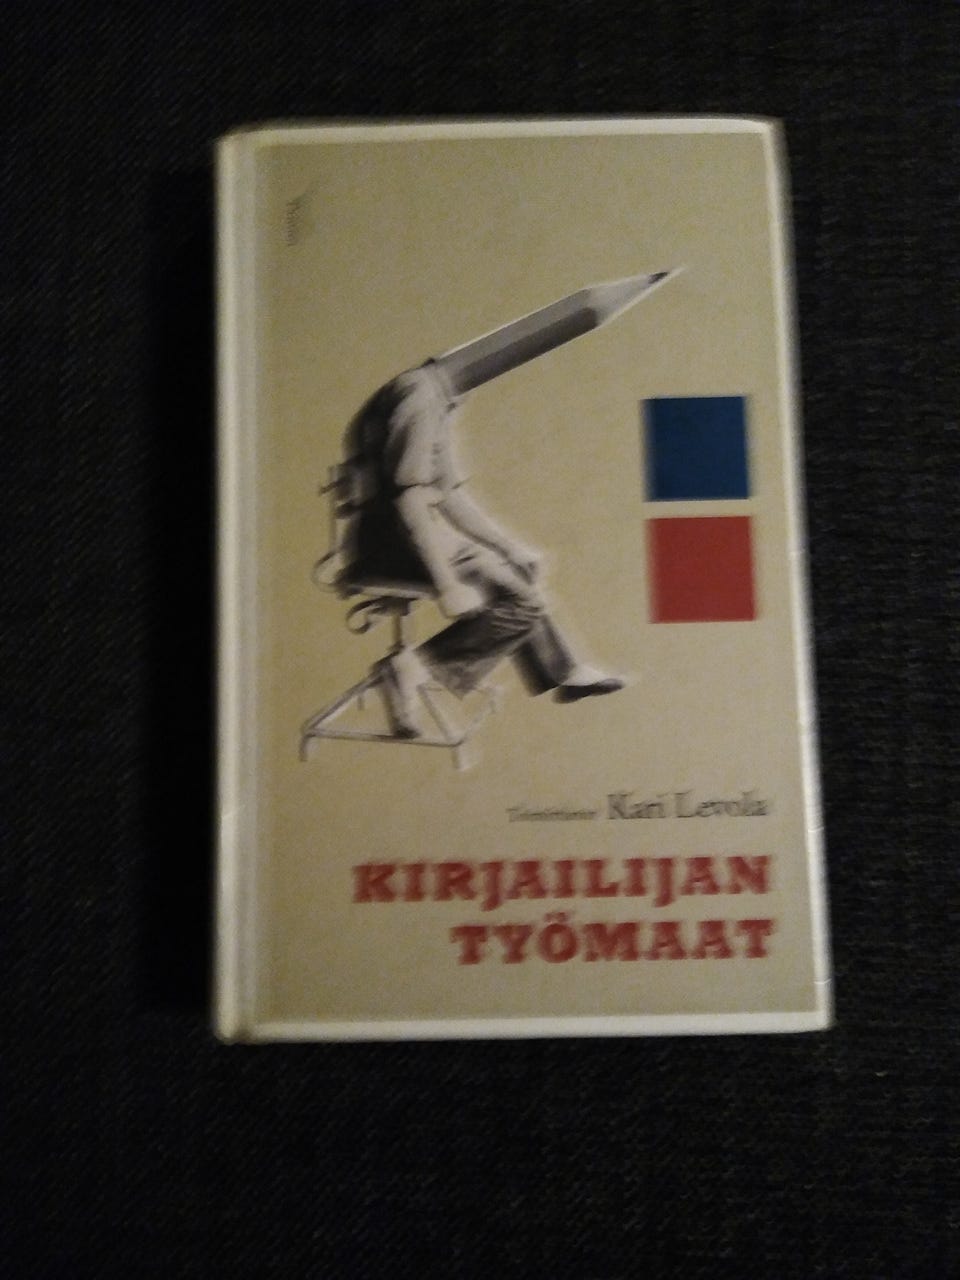 Toimittanut Kari Levola
KIRJAILIJAN
TYÖMAAT